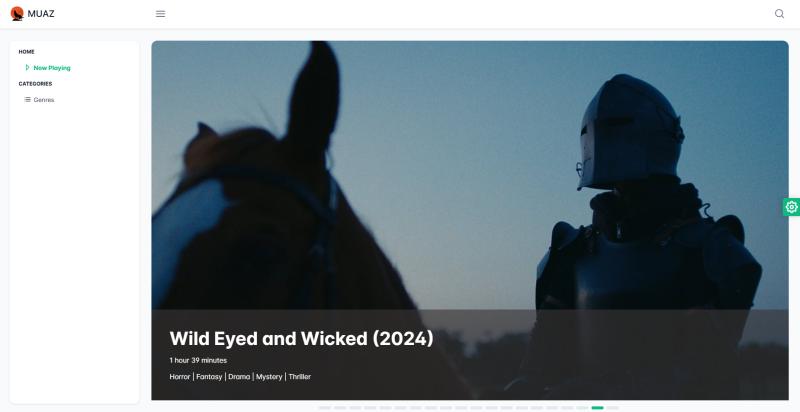 MUAZ
HOME
Now Playing
CATEGORIES
Genres
Wild Eyed and Wicked (2024)
1 hour 39 minutes
Horror | Fantasy | Drama | Mystery | Thriller